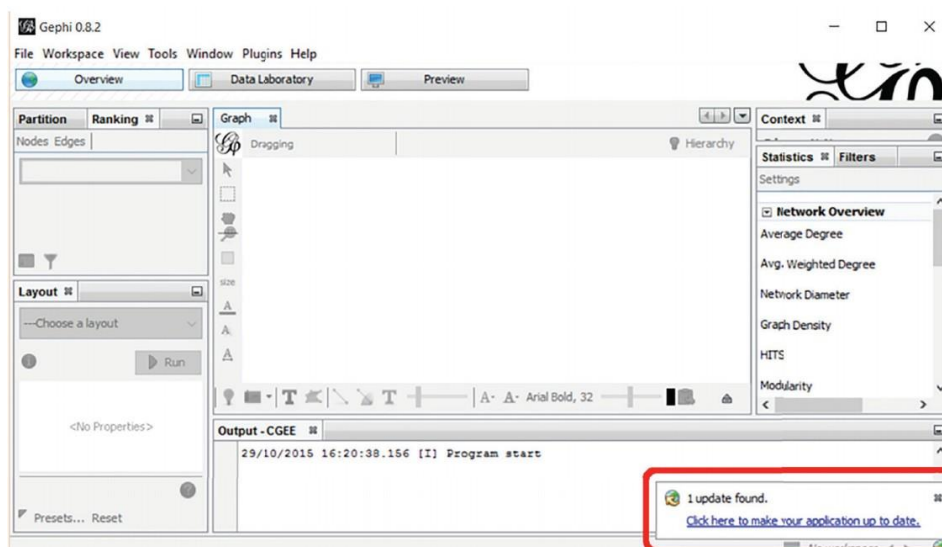 Gephi 0.8.2
File Workspace View Tools Window Plugins Help
Overview Data Laboratory Preview
Partition Ranking
Nodes Edges
Layout
---Choose a layout
Run
<No Properties>
Presets... Reset
Graph
Dragging Hierarchy
size
A
A
A
T T A- A- Arial Bold, 32
Output - CGEE
29/10/2015 16:20:38.156 [I] Program start
Context
Statistics Filters
Settings
Network Overview
Average Degree
Avg. Weighted Degree
Network Diameter
Graph Density
HITS
Modularity
1 update found.
Click here to make your application up to date.